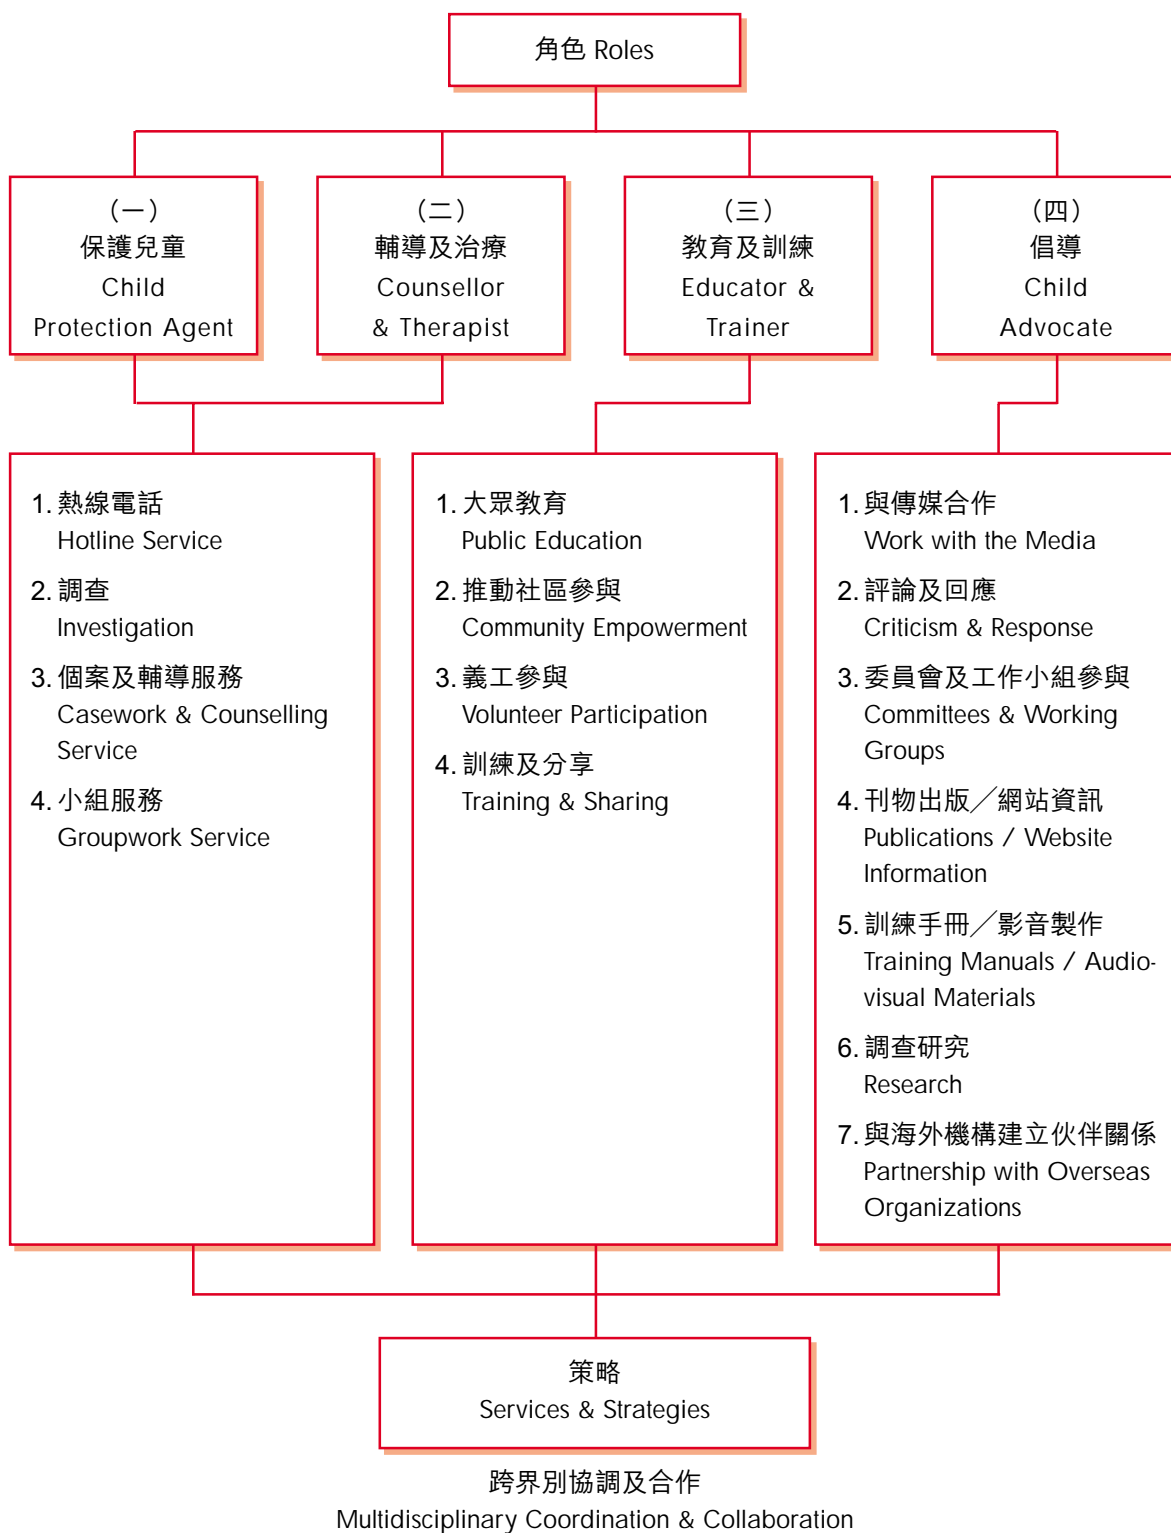 角色 Roles
（一）
保護兒童
Child
Protection Agent
（二）
輔導及治療
Counsellor
& Therapist
（三）
教育及訓練
Educator &
Trainer
（四）
倡導
Child
Advocate
1. 熱線電話
Hotline Service
2. 調查
Investigation
3. 個案及輔導服務
Casework & Counselling
Service
4. 小組服務
Groupwork Service
1. 大眾教育
Public Education
2. 推動社區參與
Community Empowerment
3. 義工參與
Volunteer Participation
4. 訓練及分享
Training & Sharing
1. 與傳媒合作
Work with the Media
2. 評論及回應
Criticism & Response
3. 委員會及工作小組參與
Committees & Working
Groups
4. 刊物出版／網站資訊
Publications / Website
Information
5. 訓練手冊／影音製作
Training Manuals / Audio-
visual Materials
6. 調查研究
Research
7. 與海外機構建立伙伴關係
Partnership with Overseas
Organizations
策略
Services & Strategies
跨界別協調及合作
Multidisciplinary Coordination & Collaboration